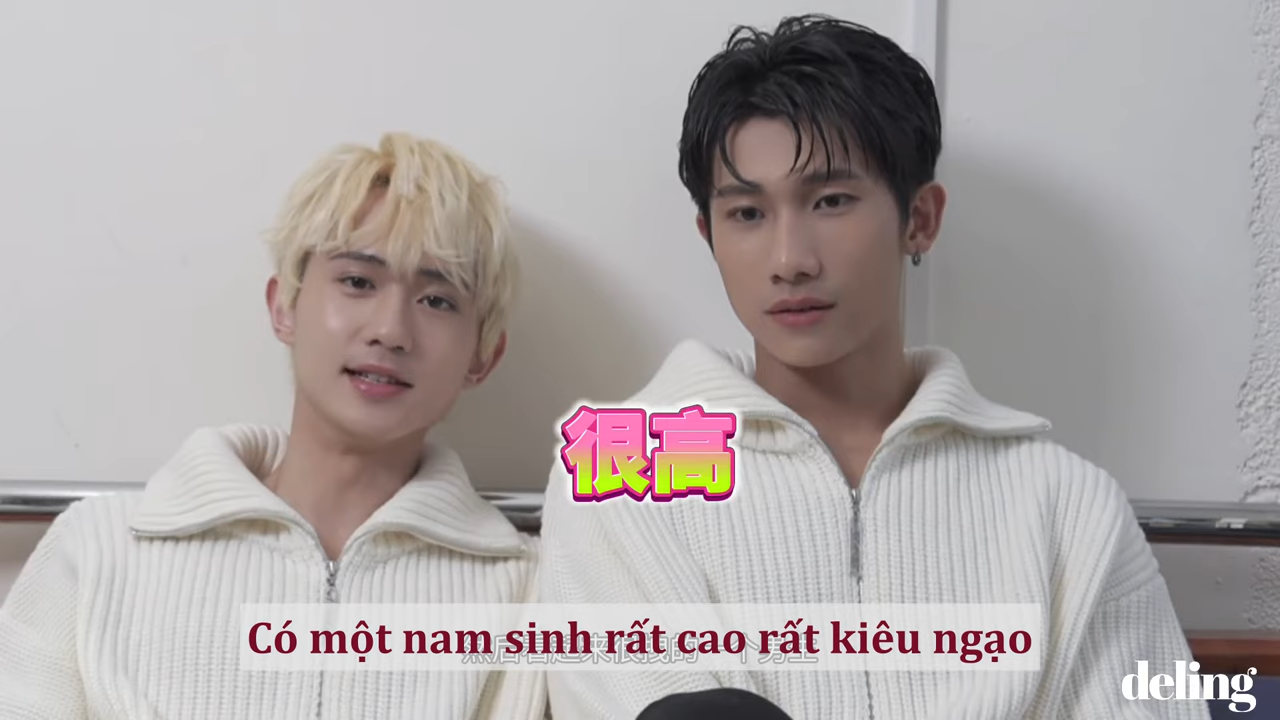 很高
Có một nam sinh rất cao rất kiêu ngạo
deling